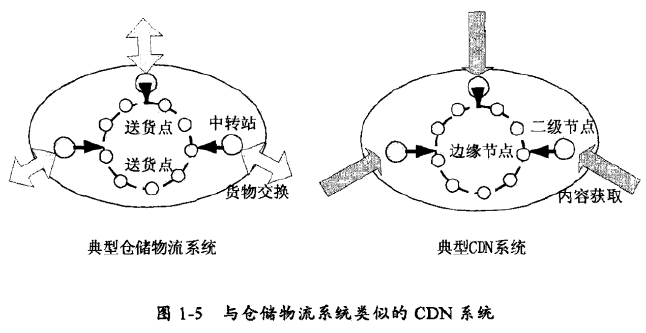 送货点
中转站
送货点
货物交换
典型仓储物流系统
二级节点
边缘节点
内容获取
典型CDN系统
图 1-5 与仓储物流系统类似的 CDN 系统